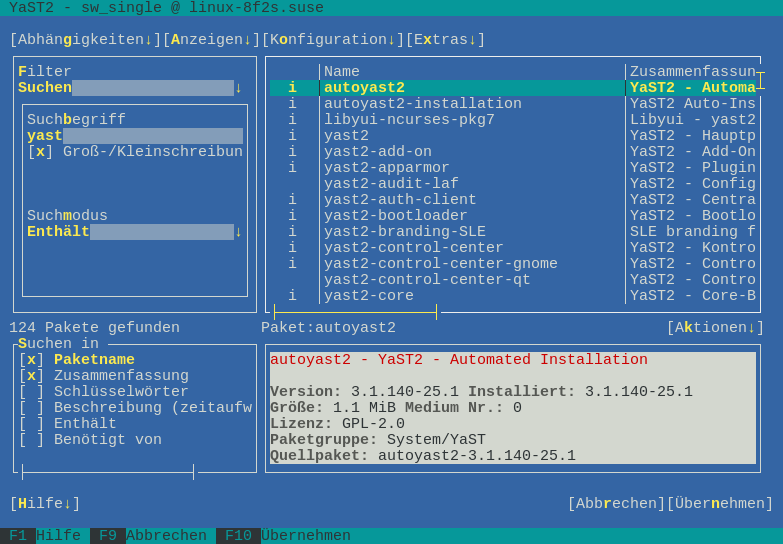 YaST2 - sw_single @ linux-8f2s.suse
[Abhängigkeiten↓][Anzeigen↓][Konfiguration↓][Extras↓]
Filter
Suchen↓
Suchbegriff
yast
[x] Groß-/Kleinschreibun
Suchmodus
Enthält↓
Name Zusammenfassun
i autoyast2 YaST2 - Automa
i autoyast2-installation YaST2 Auto-Ins
i libyui-ncurses-pkg7 Libyui - yast2
i yast2 YaST2 - Hauptp
i yast2-add-on YaST2 - Add-On
i yast2-apparmor YaST2 - Plugin
yast2-audit-laf YaST2 - Config
i yast2-auth-client YaST2 - Centra
i yast2-bootloader YaST2 - Bootlo
i yast2-branding-SLE SLE branding f
i yast2-control-center YaST2 - Kontro
i yast2-control-center-gnome YaST2 - Contro
yast2-control-center-qt YaST2 - Contro
i yast2-core YaST2 - Core-B
124 Pakete gefunden
Paket:autoyast2 [Aktionen↓]
Suchen in
[x] Paketname
[x] Zusammenfassung
[ ] Schlüsselwörter
[ ] Beschreibung (zeitaufw
[ ] Enthält
[ ] Benötigt von
autoyast2 - YaST2 - Automated Installation
Version: 3.1.140-25.1 Installiert: 3.1.140-25.1
Größe: 1.1 MiB Medium Nr.: 0
Lizenz: GPL-2.0
Paketgruppe: System/YaST
Quellpaket: autoyast2-3.1.140-25.1
[Hilfe↓] [Abbrechen][Übernehmen]
F1 Hilfe F9 Abbrechen F10 Übernehmen